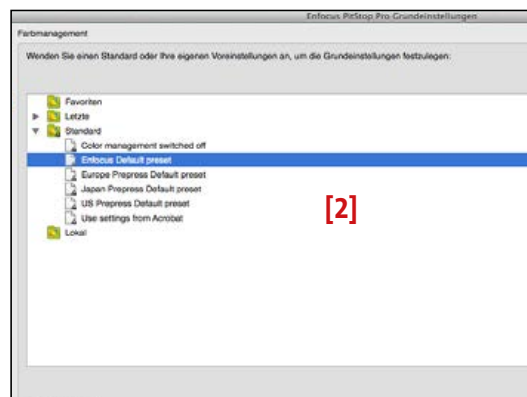 Enfocus PitStop Pro Grundeinstellungen
Farbmanagement
Wenden Sie einen Standard oder Ihre eigenen Voreinstellungen an, um die Grundeinstellungen festzulegen:
Favoriten
Letzte
Standard
Color management switched off
Enfocus Default preset
Europe Prepress Default preset
Japan Prepress Default preset
US Prepress Default preset
Use settings from Acrobat
Lokal
[2]